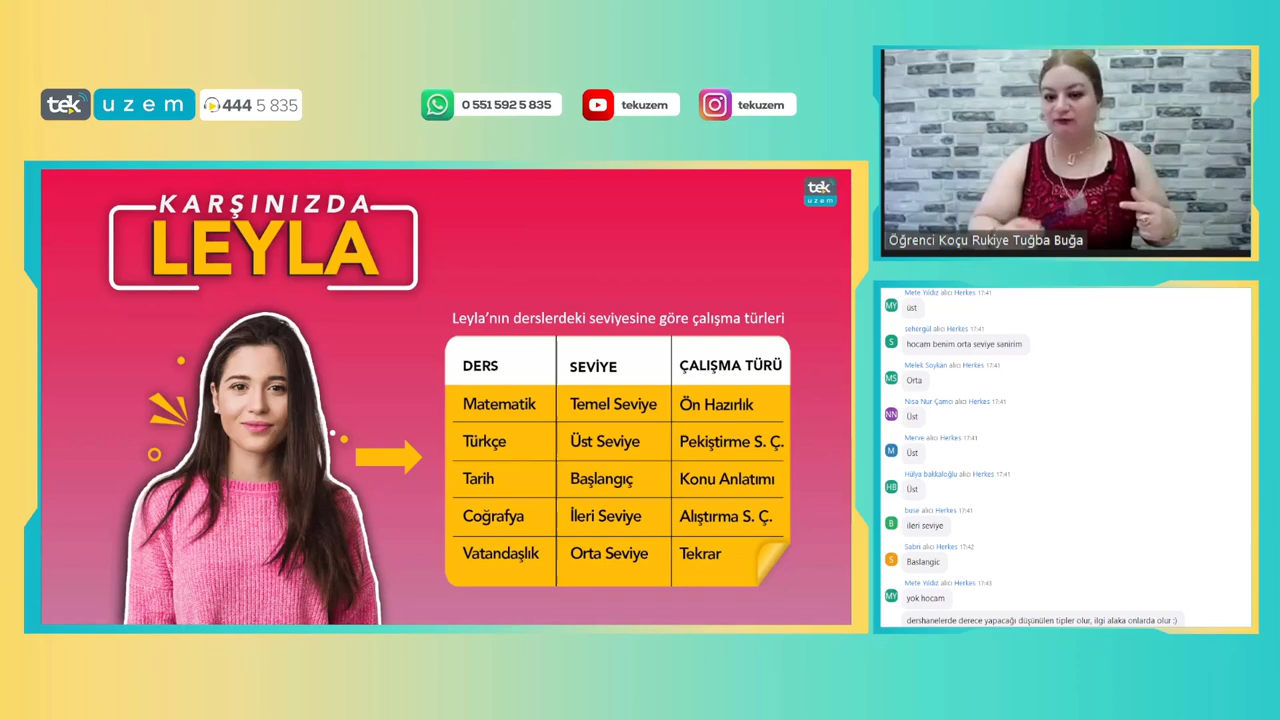 tek uzem 444 5 835
0 551 592 5 835
tekuzem
tekuzem
KARŞINIZDA
LEYLA
tek
uzem
Leyla’nın derslerdeki seviyesine göre çalışma türleri
DERS SEVİYE ÇALIŞMA TÜRÜ
Matematik Temel Seviye Ön Hazırlık
Türkçe Üst Seviye Pekiştirme S. Ç.
Tarih Başlangıç Konu Anlatımı
Coğrafya İleri Seviye Alıştırma S. Ç.
Vatandaşlık Orta Seviye Tekrar
Öğrenci Koçu Rukiye Tuğba Buğa
Mete Yıldız alıcı Herkes 17:41
MY
üst
sehergül alıcı Herkes 17:41
S
hocam benim orta seviye sanirim
Melek Soykan alıcı Herkes 17:41
MS
Orta
Nisa Nur Çamcı alıcı Herkes 17:41
NN
Üst
Merve alıcı Herkes 17:41
M
Üst
Hülya bakkaloğlu alıcı Herkes 17:41
HB
Üst
buse alıcı Herkes 17:41
B
ileri seviye
Sabri alıcı Herkes 17:42
S
Baslangic
Mete Yıldız alıcı Herkes 17:43
MY
yok hocam
dershanelerde derece yapacağı düşünülen tipler olur, ilgi alaka onlarda olur :)